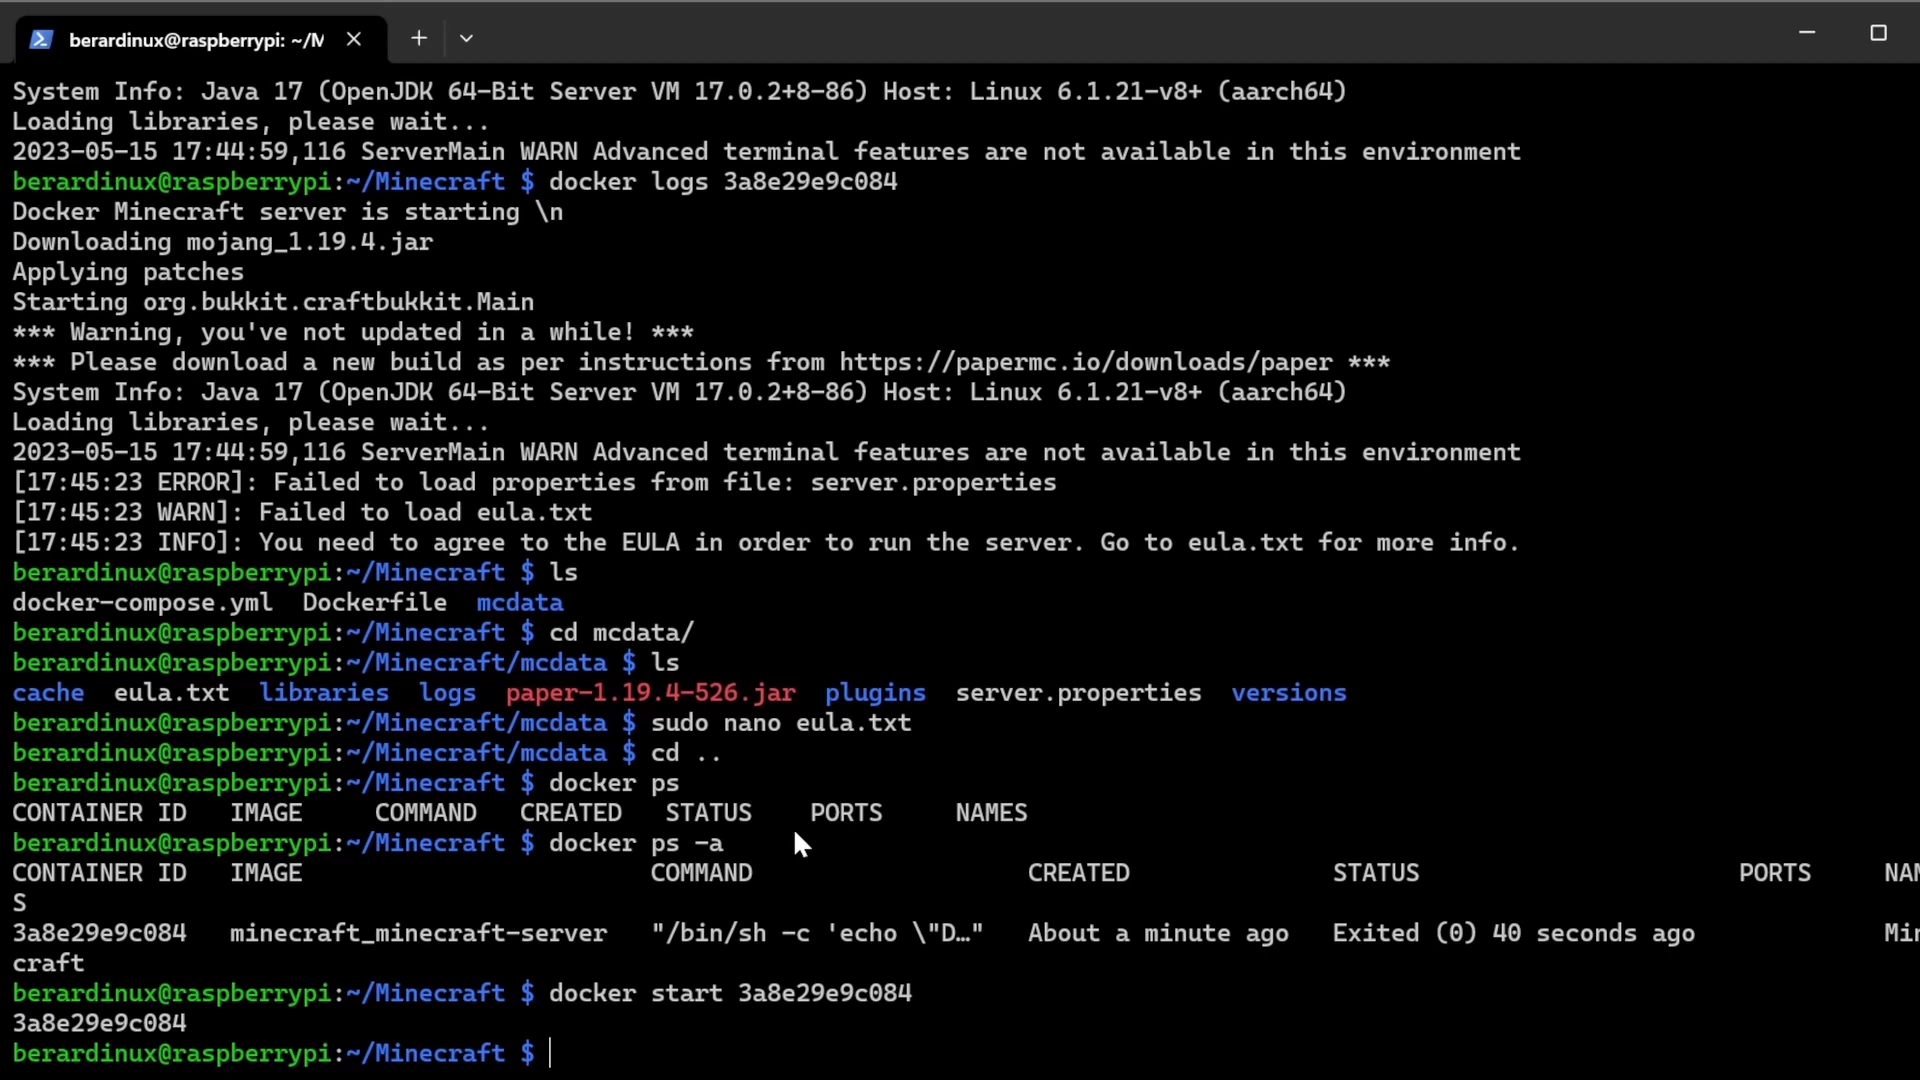 berardinux@raspberrypi: ~/M
System Info: Java 17 (OpenJDK 64-Bit Server VM 17.0.2+8-86) Host: Linux 6.1.21-v8+ (aarch64)
Loading libraries, please wait...
2023-05-15 17:44:59,116 ServerMain WARN Advanced terminal features are not available in this environment
berardinux@raspberrypi:~/Minecraft $ docker logs 3a8e29e9c084
Docker Minecraft server is starting \n
Downloading mojang_1.19.4.jar
Applying patches
Starting org.bukkit.craftbukkit.Main
*** Warning, you've not updated in a while! ***
*** Please download a new build as per instructions from https://papermc.io/downloads/paper ***
System Info: Java 17 (OpenJDK 64-Bit Server VM 17.0.2+8-86) Host: Linux 6.1.21-v8+ (aarch64)
Loading libraries, please wait...
2023-05-15 17:44:59,116 ServerMain WARN Advanced terminal features are not available in this environment
[17:45:23 ERROR]: Failed to load properties from file: server.properties
[17:45:23 WARN]: Failed to load eula.txt
[17:45:23 INFO]: You need to agree to the EULA in order to run the server. Go to eula.txt for more info.
berardinux@raspberrypi:~/Minecraft $ ls
docker-compose.yml  Dockerfile  mcdata
berardinux@raspberrypi:~/Minecraft $ cd mcdata/
berardinux@raspberrypi:~/Minecraft/mcdata $ ls
cache  eula.txt  libraries  logs  paper-1.19.4-526.jar  plugins  server.properties  versions
berardinux@raspberrypi:~/Minecraft/mcdata $ sudo nano eula.txt
berardinux@raspberrypi:~/Minecraft/mcdata $ cd ..
berardinux@raspberrypi:~/Minecraft $ docker ps
CONTAINER ID   IMAGE     COMMAND   CREATED   STATUS    PORTS     NAMES
berardinux@raspberrypi:~/Minecraft $ docker ps -a
CONTAINER ID   IMAGE                        COMMAND                   CREATED              STATUS                      PORTS     NAM
S
3a8e29e9c084   minecraft_minecraft-server   "/bin/sh -c 'echo \"D…"   About a minute ago   Exited (0) 40 seconds ago             Min
craft
berardinux@raspberrypi:~/Minecraft $ docker start 3a8e29e9c084
3a8e29e9c084
berardinux@raspberrypi:~/Minecraft $